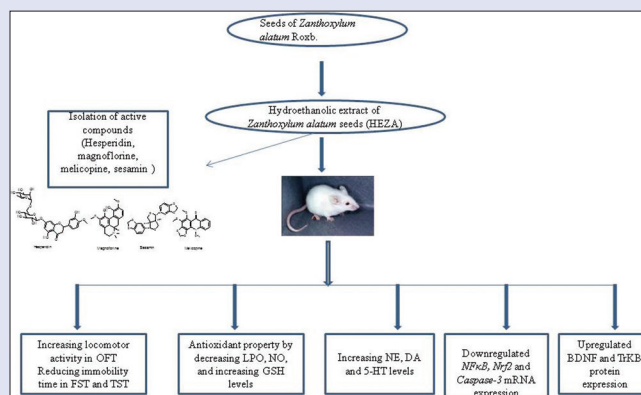 Seeds of Zanthoxylum
alatum Roxb.
Hydroethanolic extract of
Zanthoxylum alatum seeds (HEZA)
Isolation of active
compounds
(Hesperidin,
magnoflorine,
melicopine, sesamin )
Hesperidin
Magnoflorine
Sesamin
Melicopine
Increasing locomotor
activity in OFT
Reducing immobility
time in FST and TST
Antioxidant property by
decreasing LPO, NO,
and increasing GSH
levels
Increasing NE, DA
and 5-HT levels
Downregulated
NFκB, Nrf2 and
Caspase-3 mRNA
expression
Upregulated
BDNF and TrKB
protein
expression